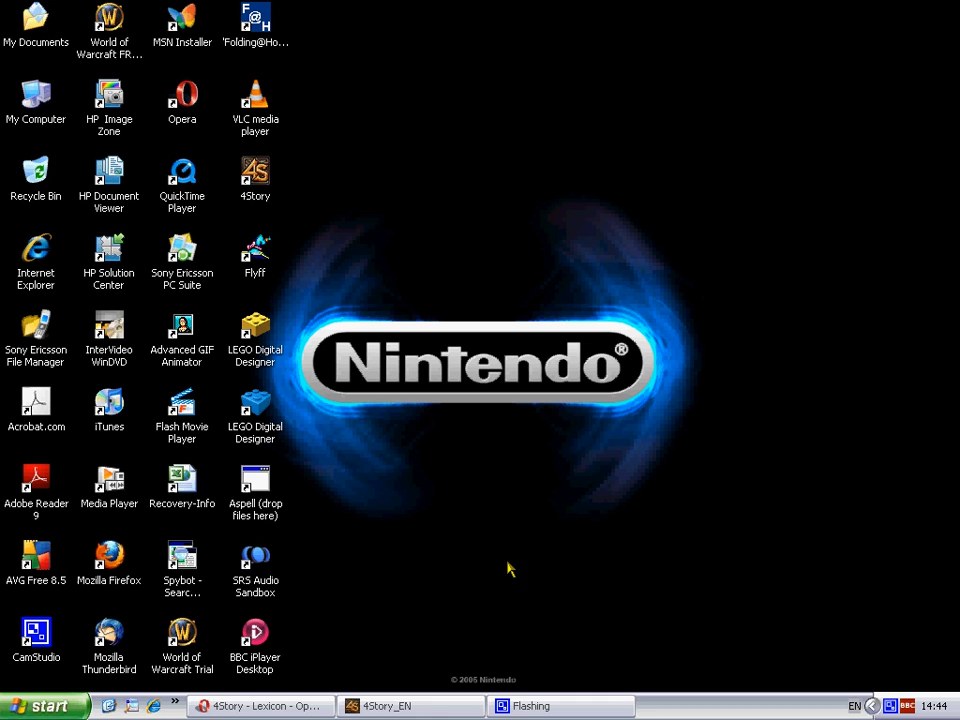 My Documents
World of
Warcraft FR...
MSN Installer
'Folding@Ho...
F
@
H
My Computer
HP Image
Zone
Opera
VLC media
player
Recycle Bin
HP Document
Viewer
QuickTime
Player
4S
4Story
Internet
Explorer
HP Solution
Center
Sony Ericsson
PC Suite
Flyff
Sony Ericsson
File Manager
InterVideo
WinDVD
Advanced GIF
Animator
LEGO Digital
Designer
Nintendo®
Acrobat.com
iTunes
Flash Movie
Player
LEGO Digital
Designer
Adobe Reader
9
Media Player
Recovery-Info
Aspell (drop
files here)
AVG Free 8.5
Mozilla Firefox
Spybot -
Searc...
SRS Audio
Sandbox
CamStudio
Mozilla
Thunderbird
World of
Warcraft Trial
BBC iPlayer
Desktop
© 2005 Nintendo
start
4Story - Lexicon - Op...
4Story_EN
Flashing
EN
BBC
14:44